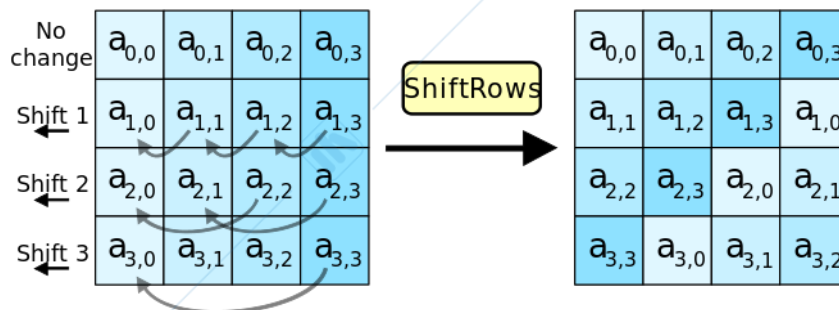 No change a0,0 a0,1 a0,2 a0,3 a0,0 a0,1 a0,2 a0,3
ShiftRows
Shift 1 a1,0 a1,1 a1,2 a1,3 a1,1 a1,2 a1,3 a1,0
Shift 2 a2,0 a2,1 a2,2 a2,3 a2,2 a2,3 a2,0 a2,1
Shift 3 a3,0 a3,1 a3,2 a3,3 a3,3 a3,0 a3,1 a3,2